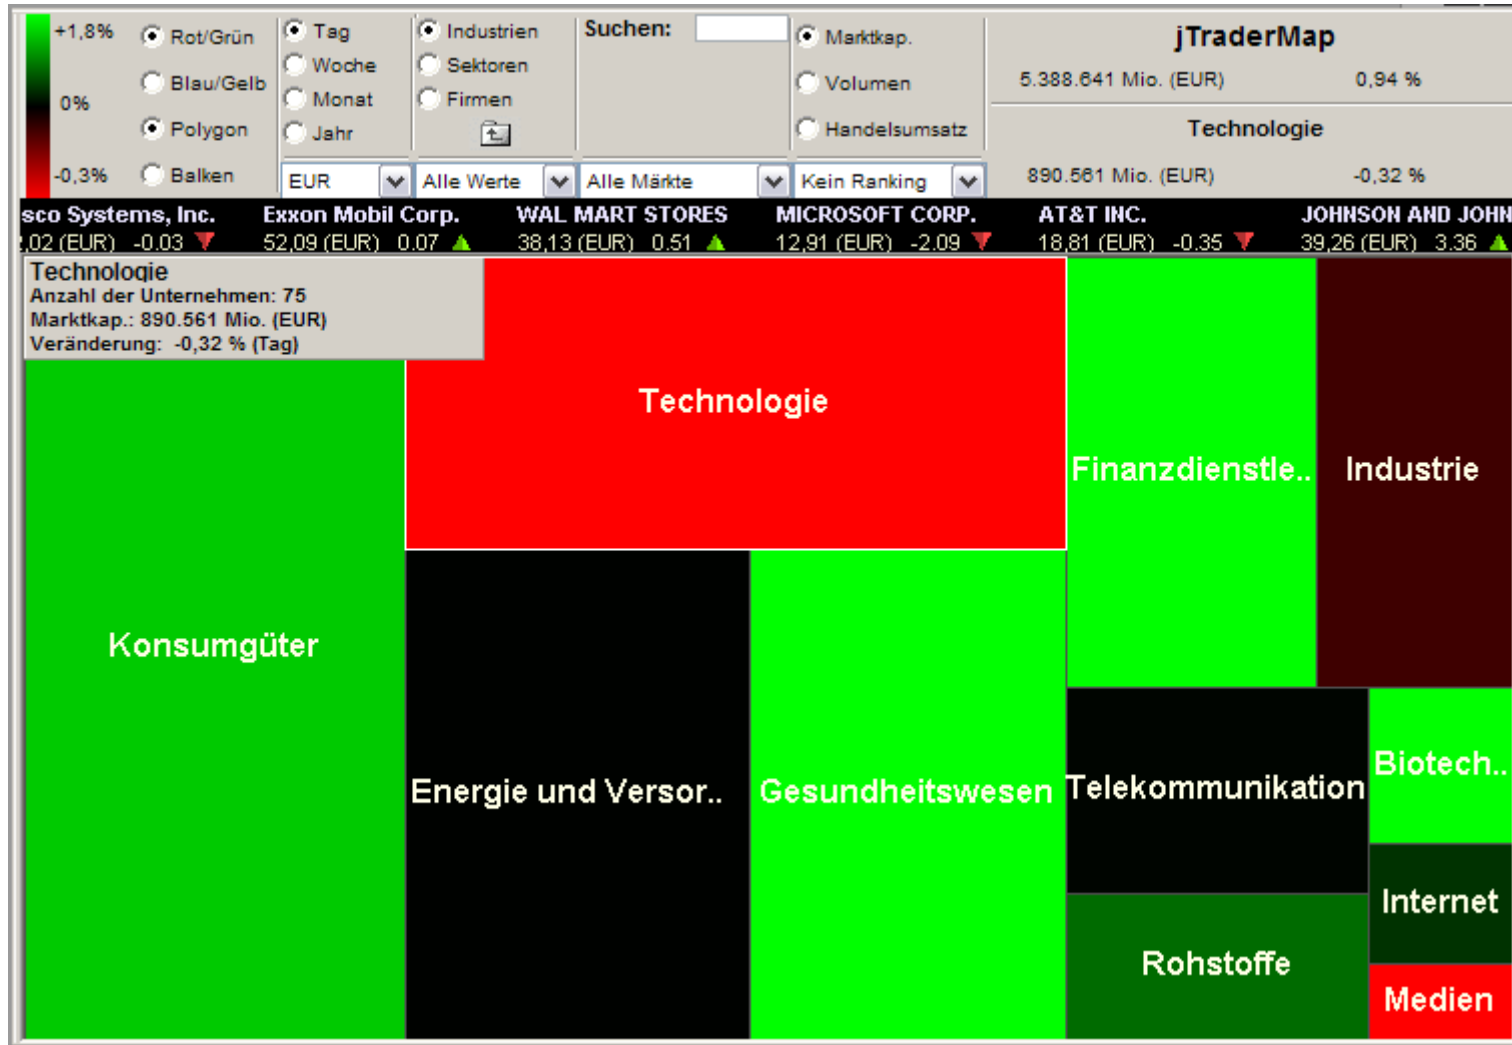 +1,8%
0%
-0,3%
Rot/Grün
Blau/Gelb
Polygon
Balken
Tag
Woche
Monat
Jahr
EUR
Industrien
Sektoren
Firmen
Alle Werte
Suchen:
Alle Märkte
Marktkap.
Volumen
Handelsumsatz
Kein Ranking
jTraderMap
5.388.641 Mio. (EUR) 0,94 %
Technologie
890.561 Mio. (EUR) -0,32 %
sco Systems, Inc. Exxon Mobil Corp. WAL MART STORES MICROSOFT CORP. AT&T INC. JOHNSON AND JOHN
,02 (EUR) -0.03 52,09 (EUR) 0.07 38,13 (EUR) 0.51 12,91 (EUR) -2.09 18,81 (EUR) -0.35 39,26 (EUR) 3.36
Technologie
Anzahl der Unternehmen: 75
Marktkap.: 890.561 Mio. (EUR)
Veränderung: -0,32 % (Tag)
Technologie
Finanzdienstle..
Industrie
Konsumgüter
Energie und Versor..
Gesundheitswesen
Telekommunikation
Biotech..
Internet
Rohstoffe
Medien